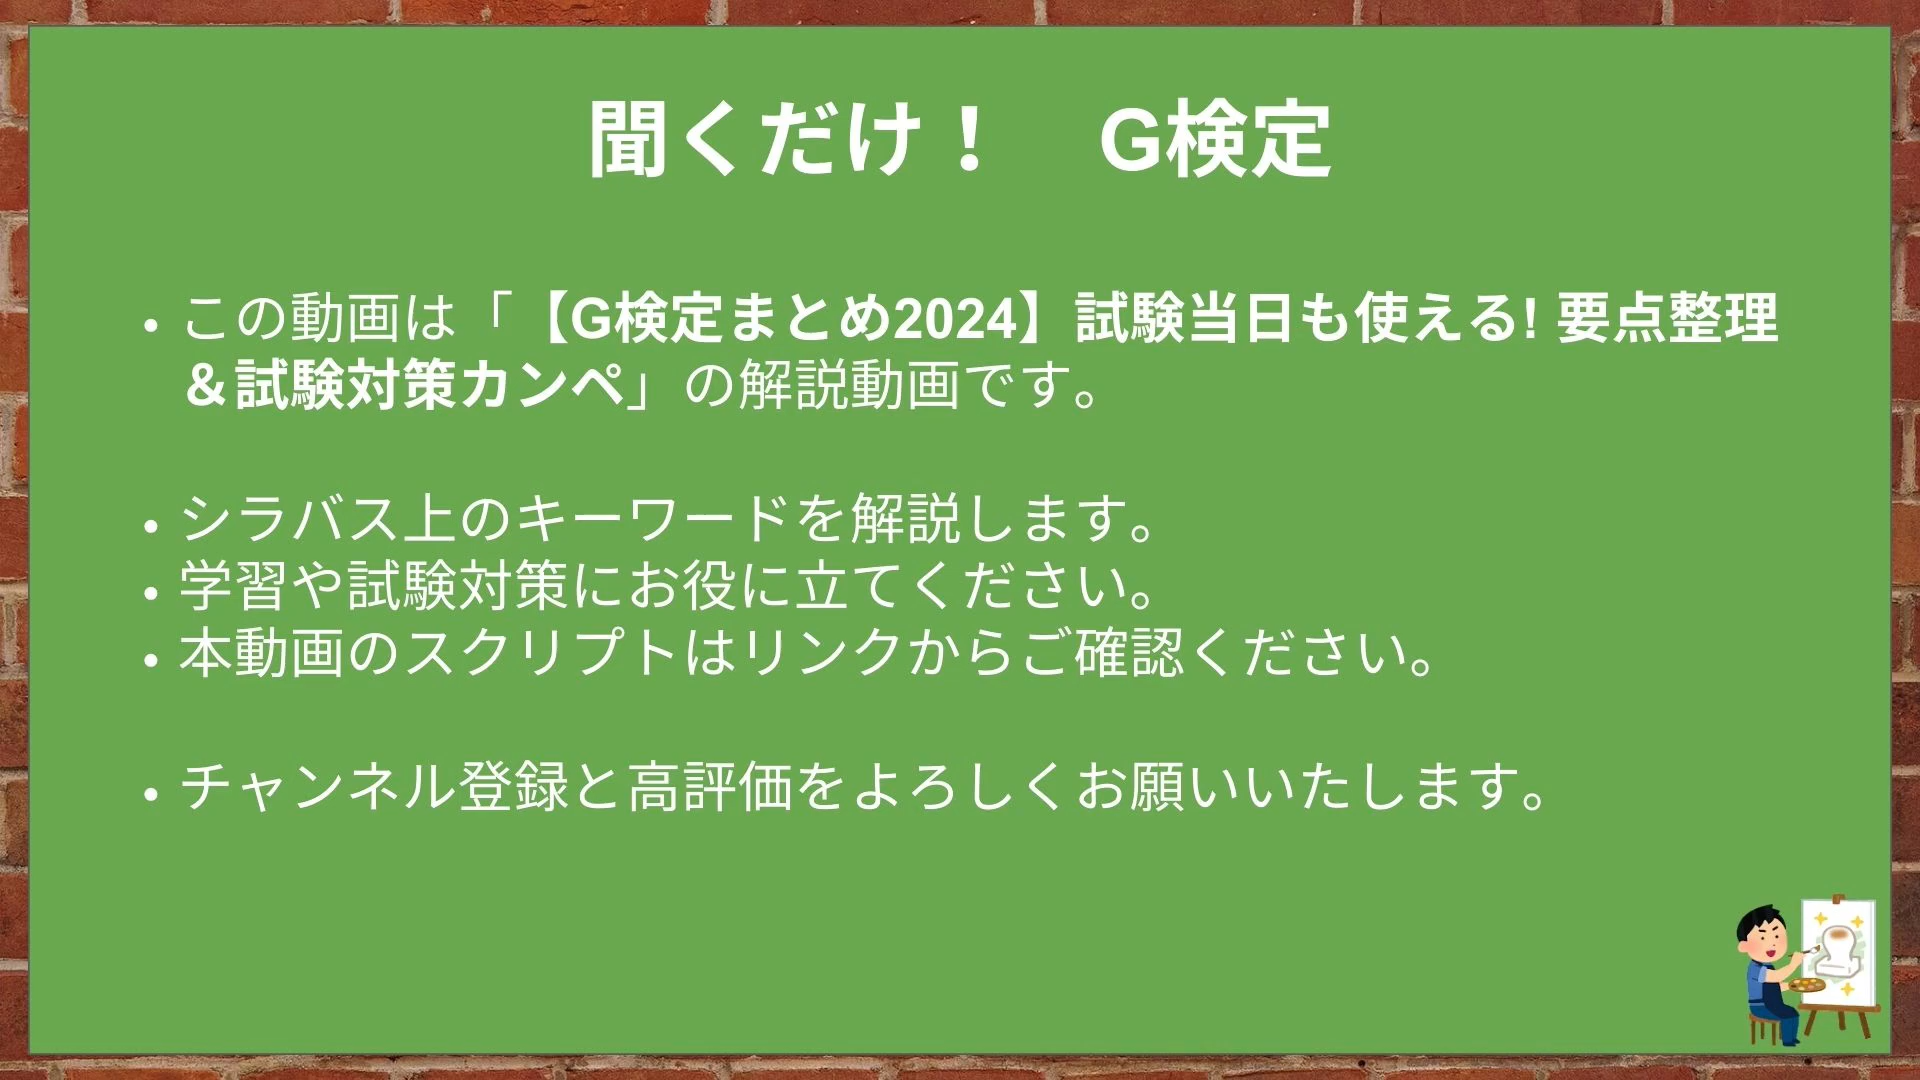 聞くだけ！　G検定
・この動画は「【G検定まとめ2024】試験当日も使える! 要点整理
＆試験対策カンペ」の解説動画です。
・シラバス上のキーワードを解説します。
・学習や試験対策にお役に立てください。
・本動画のスクリプトはリンクからご確認ください。
・チャンネル登録と高評価をよろしくお願いいたします。